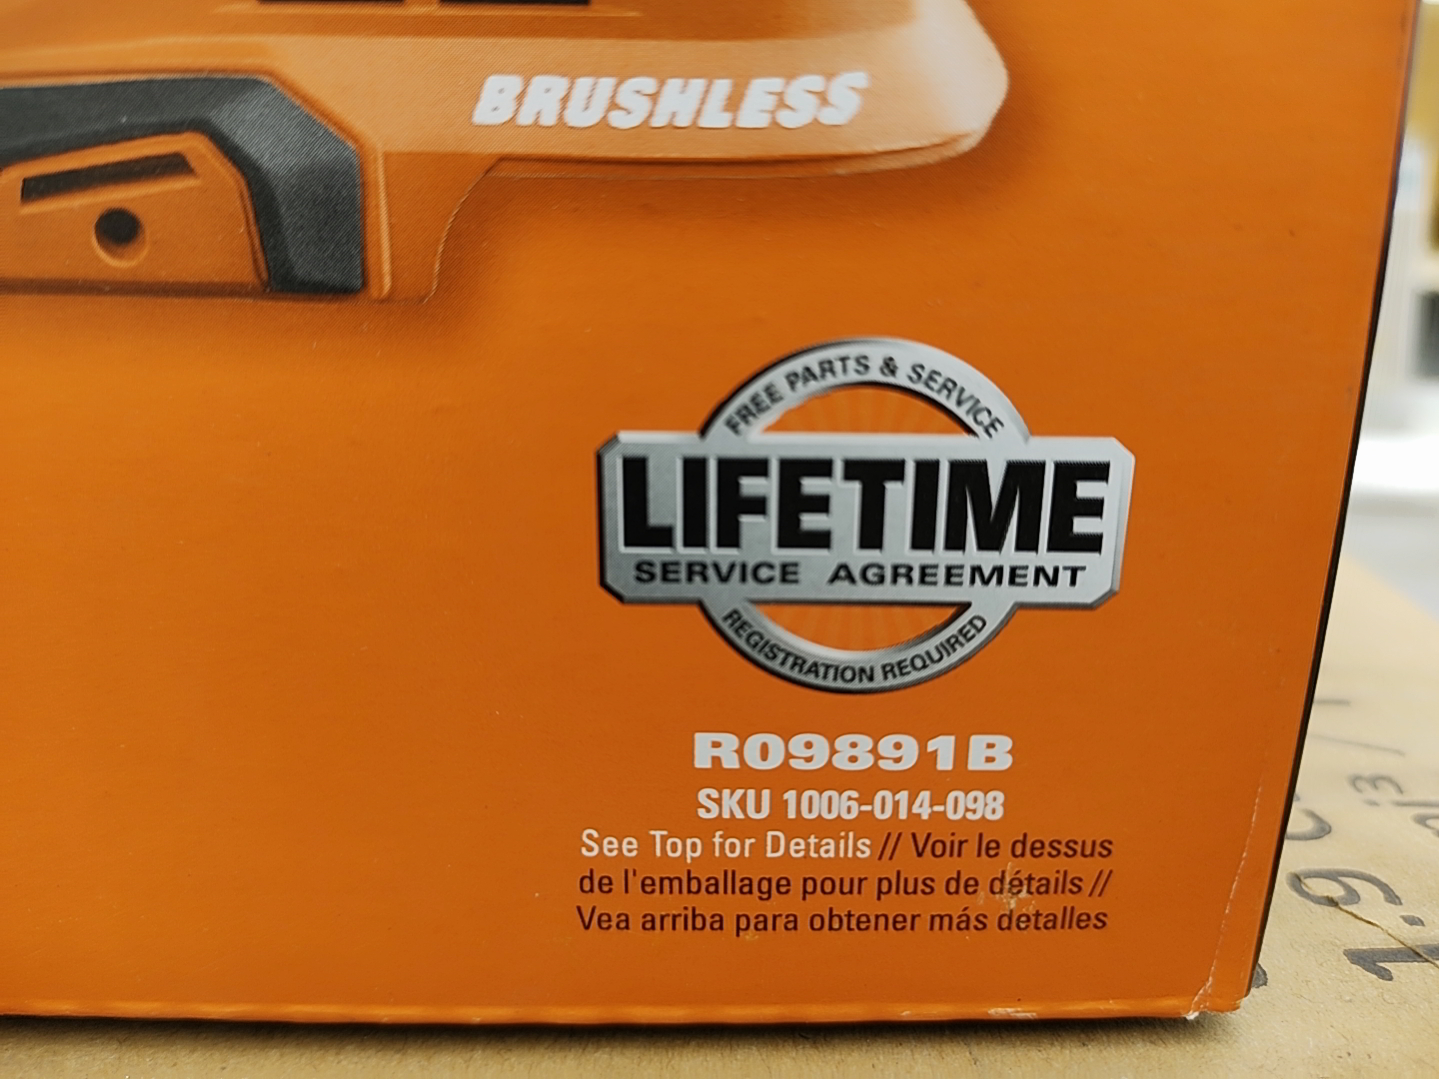 BRUSHLESS
FREE PARTS & SERVICE
LIFETIME
SERVICE AGREEMENT
REGISTRATION REQUIRED
R09891B
SKU 1006-014-098
See Top for Details // Voir le dessus
de l'emballage pour plus de détails //
Vea arriba para obtener más detalles